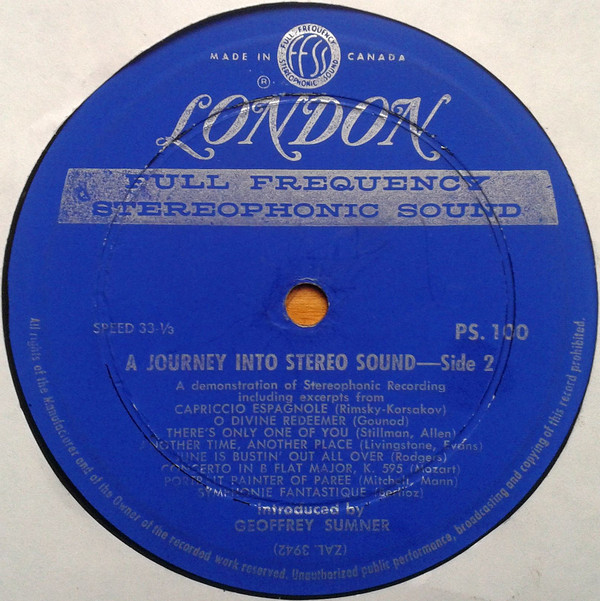 MADE IN
FULL FREQUENCY
ffss
STEREOPHONIC SOUND
CANADA
®
LONDON
FULL FREQUENCY
STEREOPHONIC SOUND
SPEED 33-⅓
PS. 100
A JOURNEY INTO STEREO SOUND—Side 2
A demonstration of Stereophonic Recording
including excerpts from
CAPRICCIO ESPAGNOLE (Rimsky-Korsakov)
O DIVINE REDEEMER (Gounod)
THERE'S ONLY ONE OF YOU (Stillman, Allen)
ANOTHER TIME, ANOTHER PLACE (Livingstone, Evans)
JUNE IS BUSTIN' OUT ALL OVER (Rodgers)
CONCERTO IN B FLAT MAJOR, K. 595 (Mozart)
PORTRAIT PAINTER OF PAREE (Mitchell, Mann)
SYMPHONIE FANTASTIQUE (Berlioz)
introduced by
GEOFFREY SUMNER
(ZAL 3942)
All rights of the Manufacturer and of the Owner of the recorded work reserved. Unauthorized public performance, broadcasting and copying of this record prohibited.